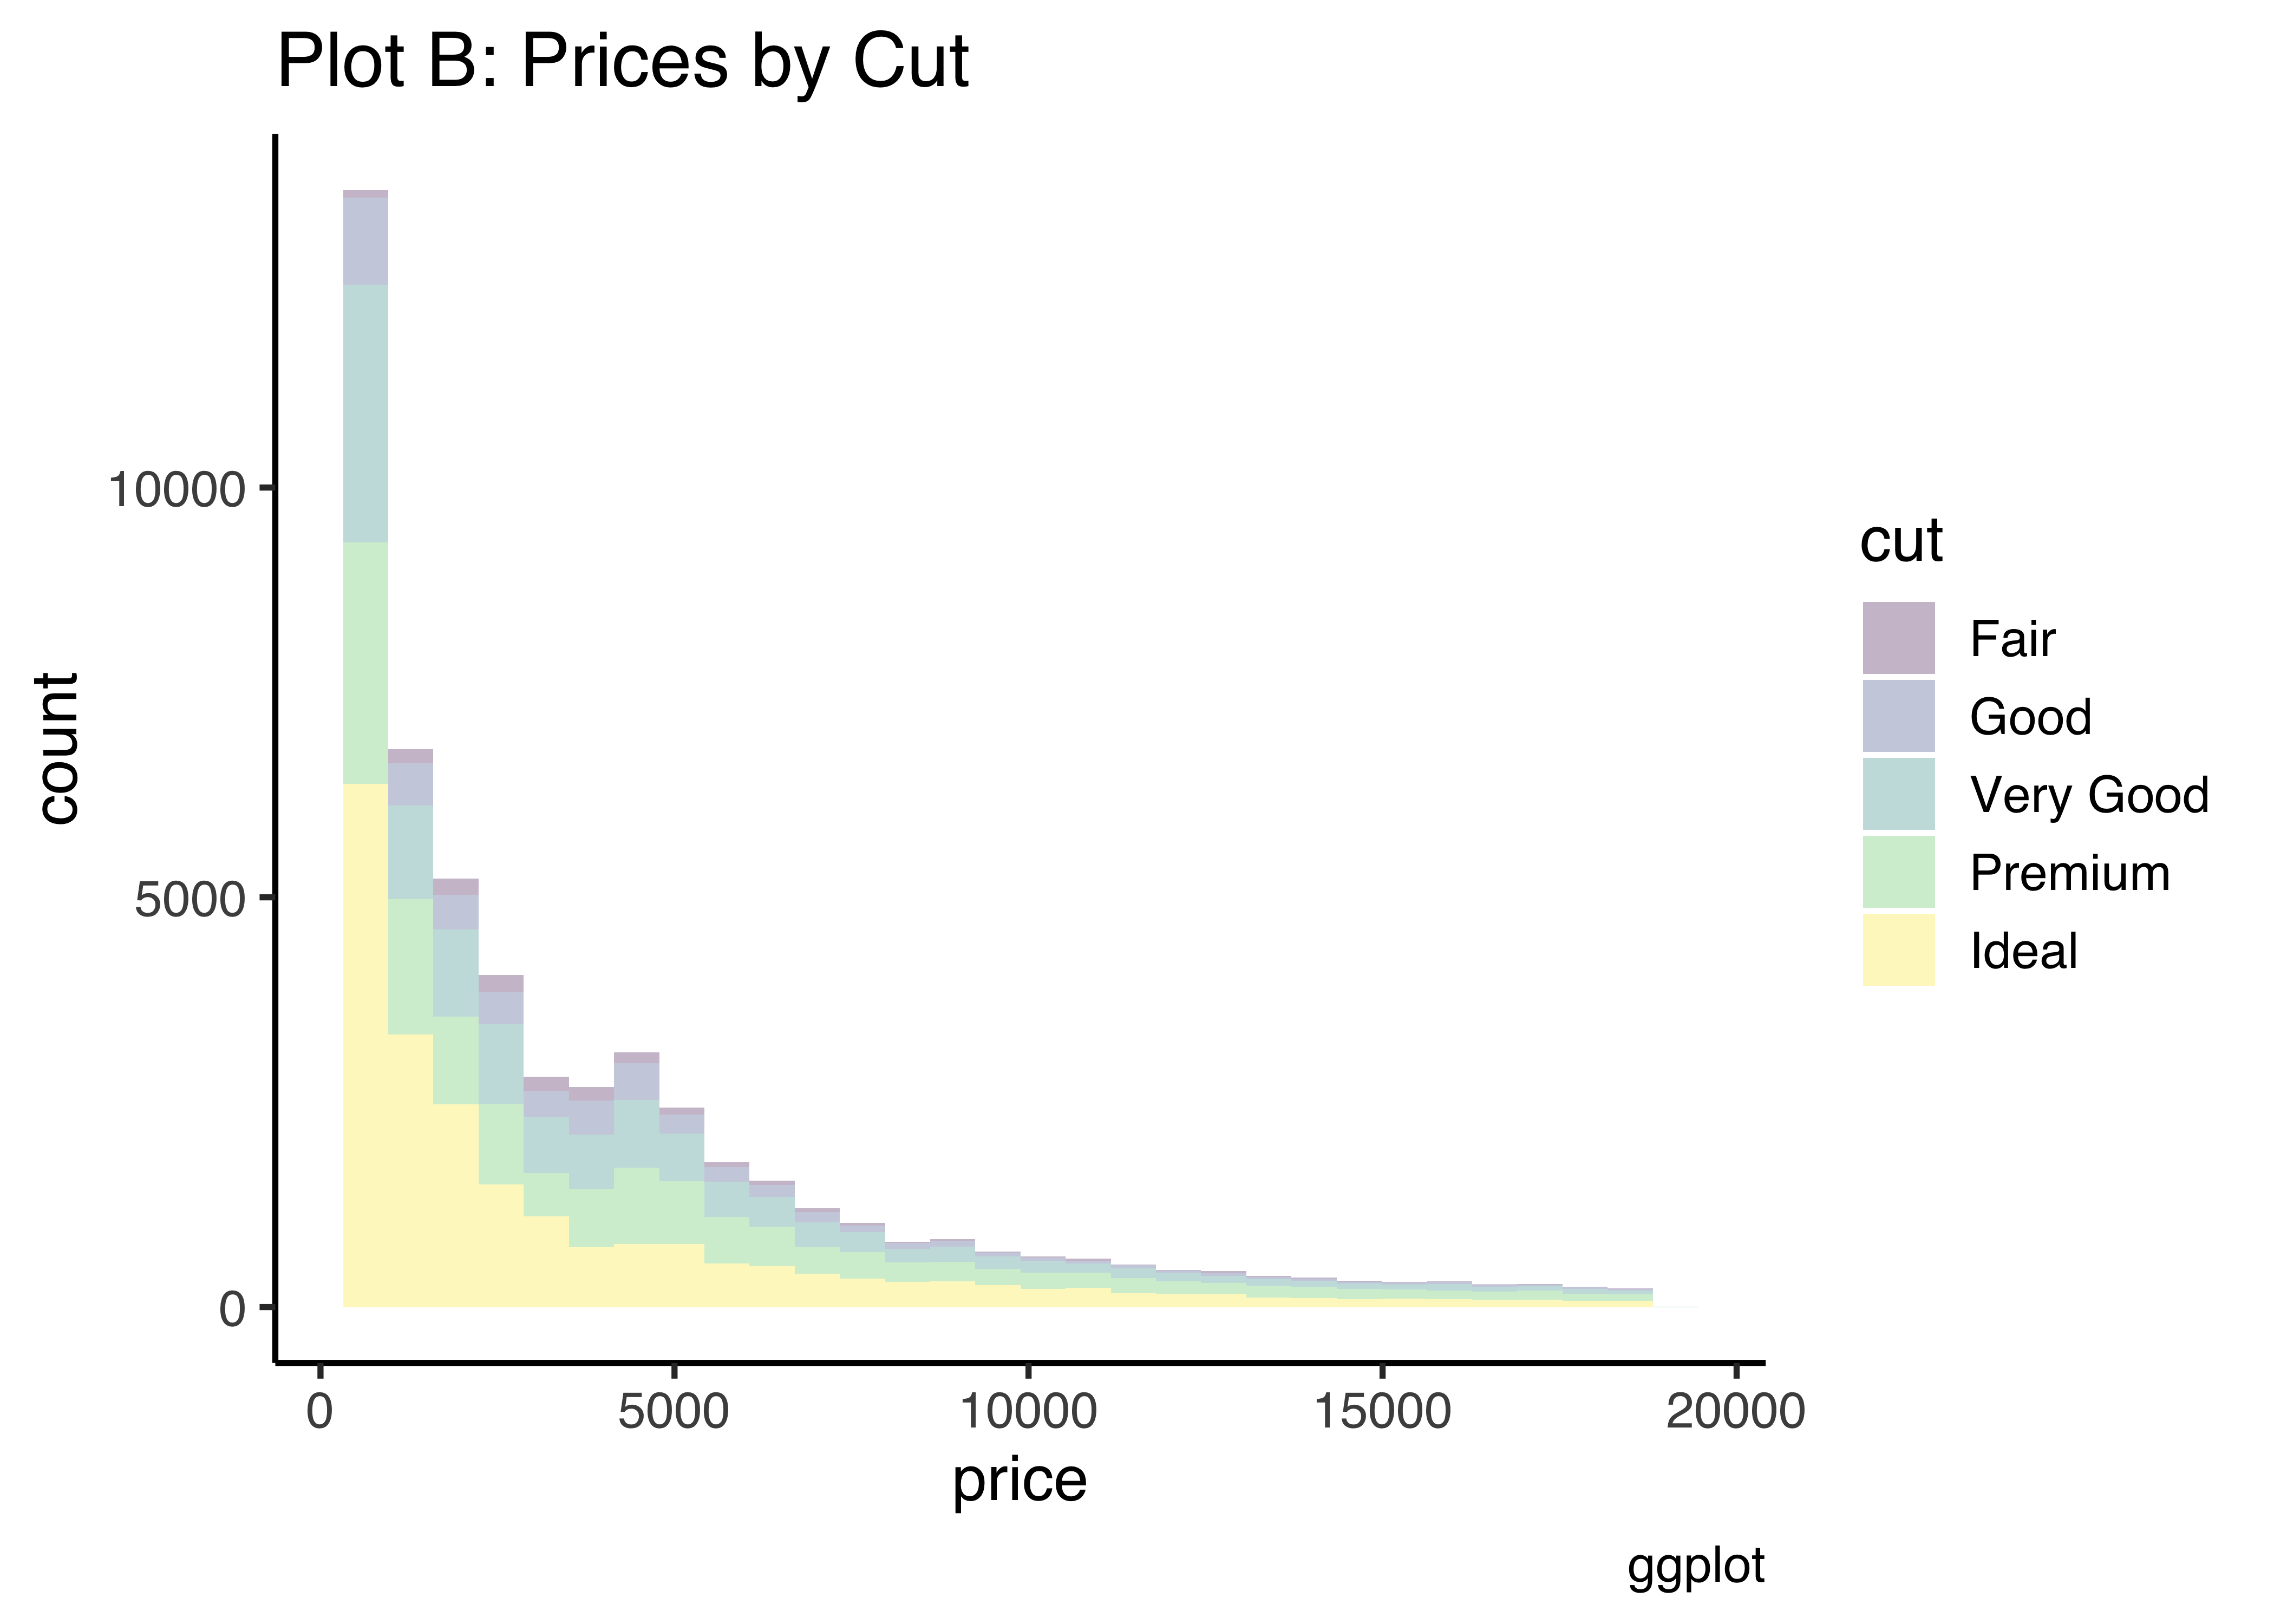 Plot B: Prices by Cut
10000
5000
0
count
0 5000 10000 15000 20000
price
cut
Fair
Good
Very Good
Premium
Ideal
ggplot